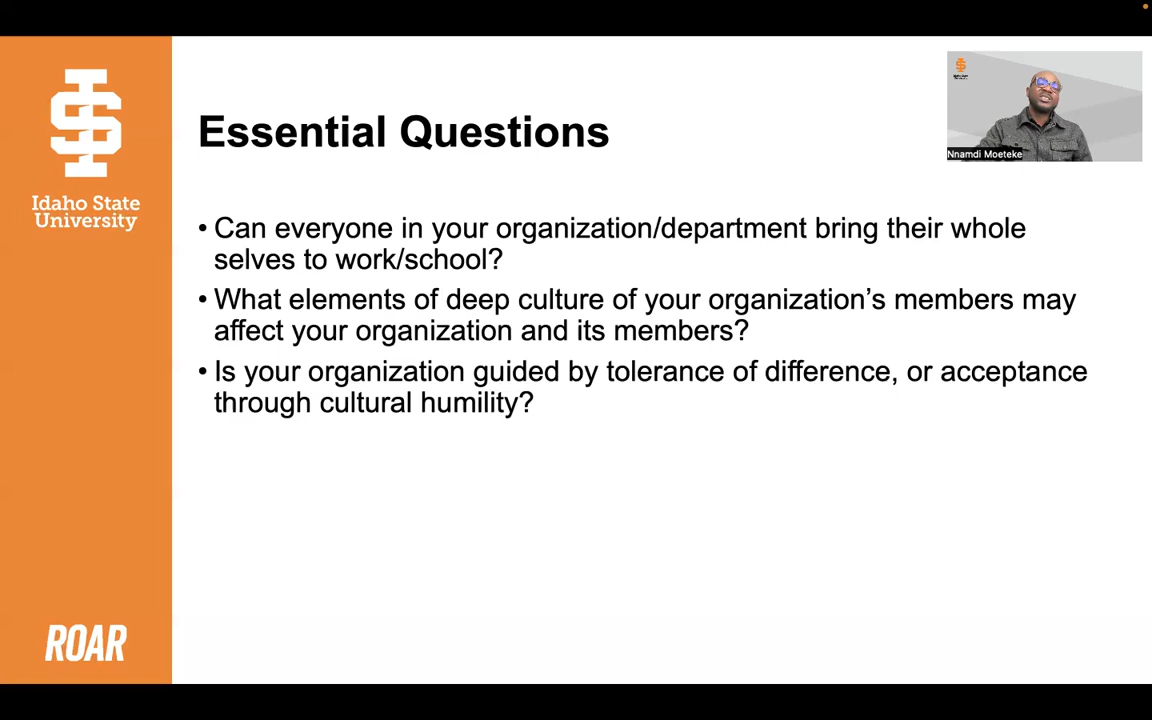 Idaho State
University
Essential Questions
Nnamdi Moeteke
• Can everyone in your organization/department bring their whole
selves to work/school?
• What elements of deep culture of your organization’s members may
affect your organization and its members?
• Is your organization guided by tolerance of difference, or acceptance
through cultural humility?
ROAR